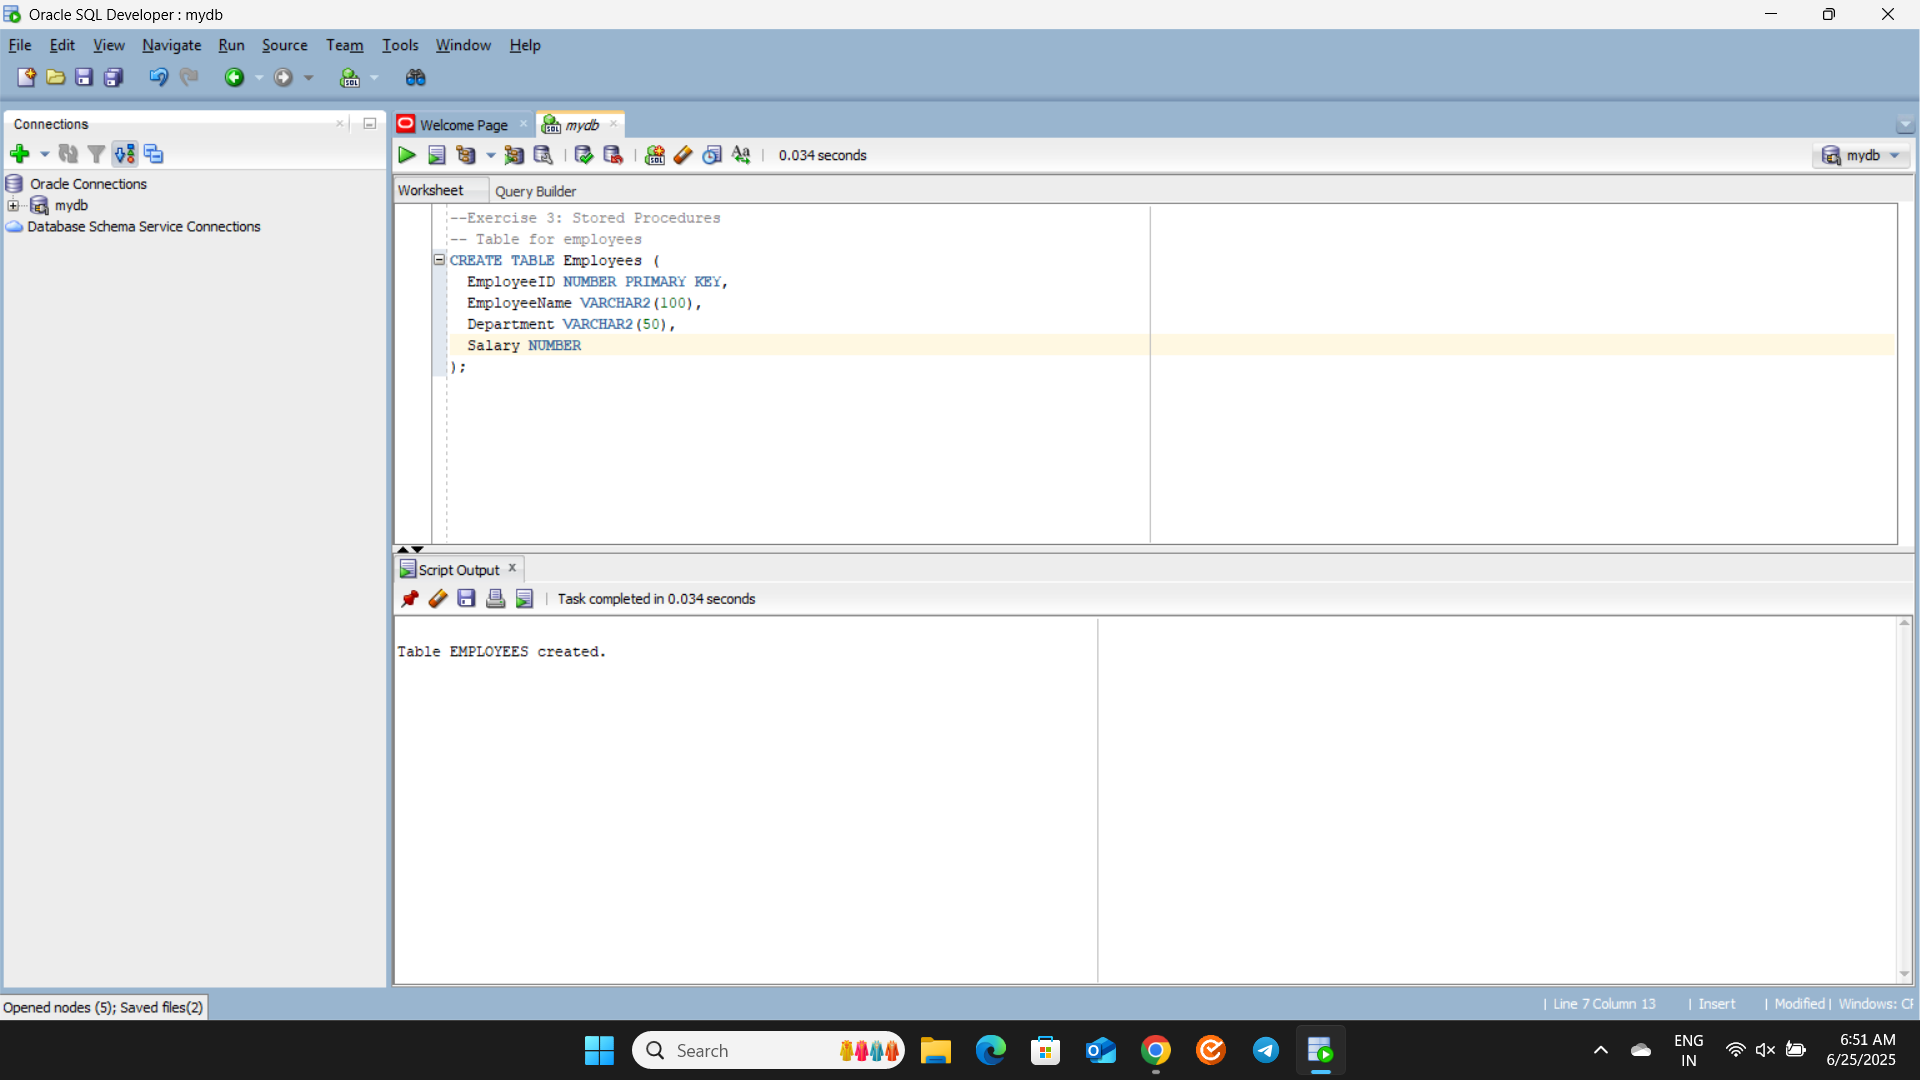 Oracle SQL Developer : mydb
File Edit View Navigate Run Source Team Tools Window Help
Connections
Oracle Connections
mydb
Database Schema Service Connections
Welcome Page
mydb
0.034 seconds
mydb
Worksheet
Query Builder
--Exercise 3: Stored Procedures
-- Table for employees
CREATE TABLE Employees (
EmployeeID NUMBER PRIMARY KEY,
EmployeeName VARCHAR2(100),
Department VARCHAR2(50),
Salary NUMBER
);
Script Output
Task completed in 0.034 seconds
Table EMPLOYEES created.
Opened nodes (5); Saved files(2)
| Line 7 Column 13 | Insert | Modified | Windows: CF
Search
ENG
IN
6:51 AM
6/25/2025